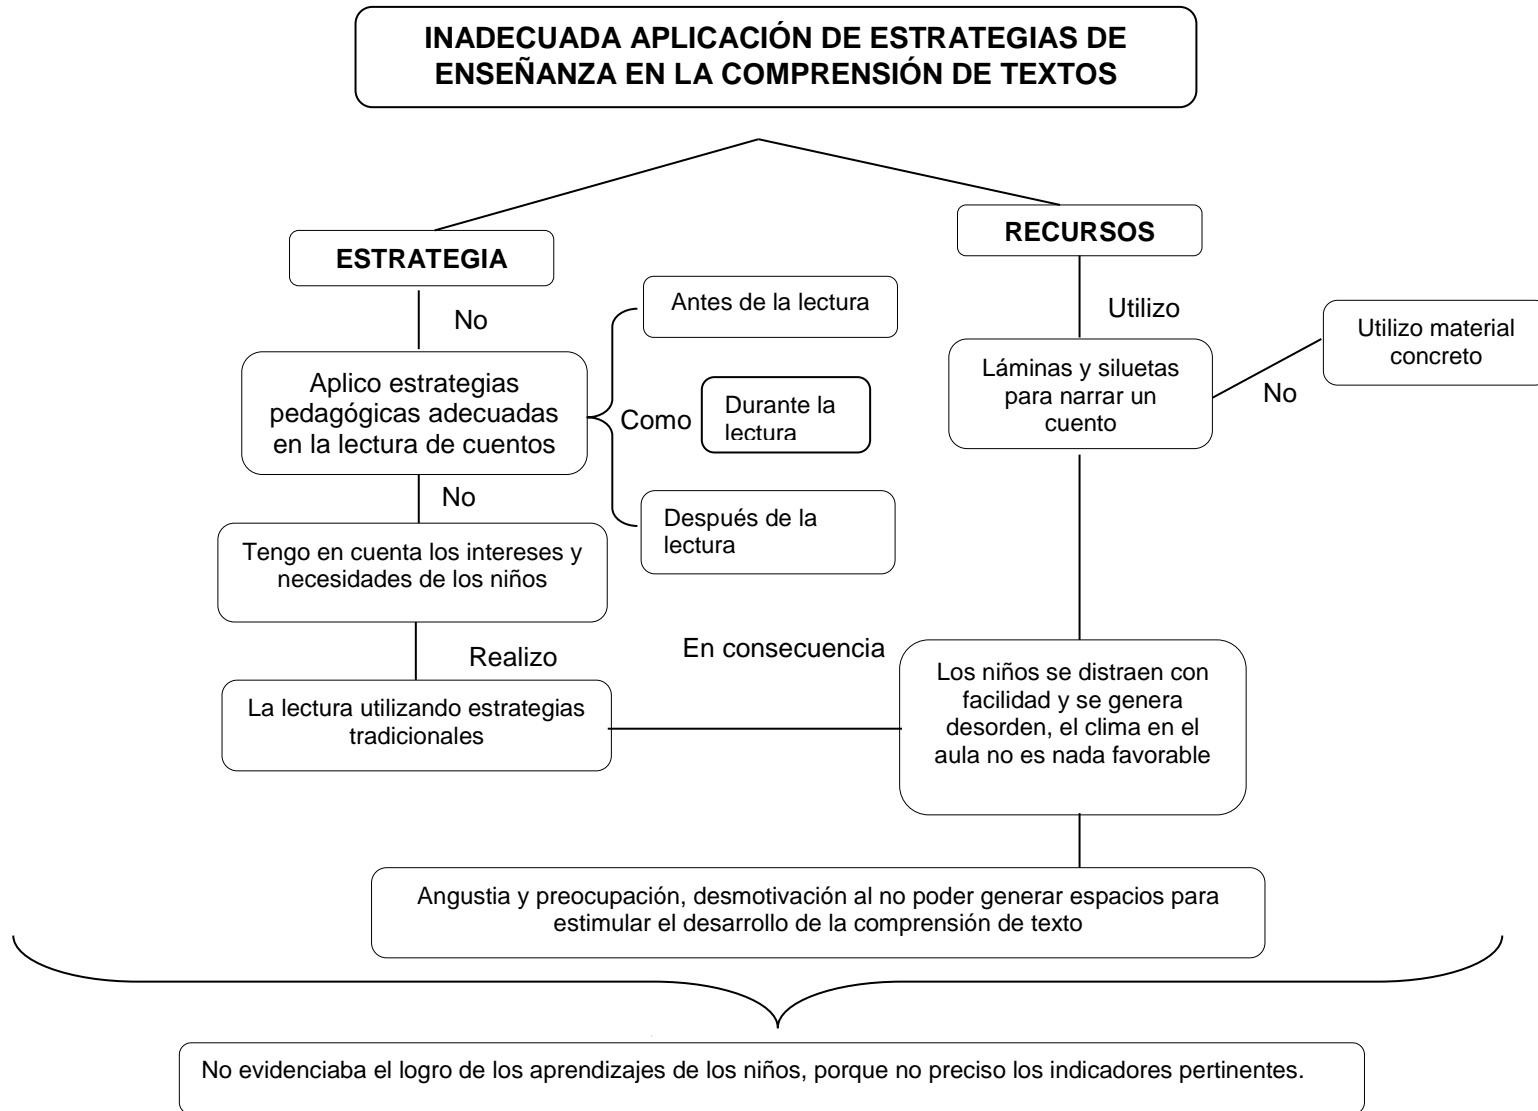 INADECUADA APLICACIÓN DE ESTRATEGIAS DE
ENSEÑANZA EN LA COMPRENSIÓN DE TEXTOS
ESTRATEGIA
RECURSOS
No
Aplico estrategias
pedagógicas adecuadas
en la lectura de cuentos
Como
Antes de la lectura
Durante la
lectura
Después de la
lectura
No
Tengo en cuenta los intereses y
necesidades de los niños
Realizo
La lectura utilizando estrategias
tradicionales
Utilizo
Láminas y siluetas
para narrar un
cuento
No
Utilizo material
concreto
En consecuencia
Los niños se distraen con
facilidad y se genera
desorden, el clima en el
aula no es nada favorable
Angustia y preocupación, desmotivación al no poder generar espacios para
estimular el desarrollo de la comprensión de texto
No evidenciaba el logro de los aprendizajes de los niños, porque no preciso los indicadores pertinentes.